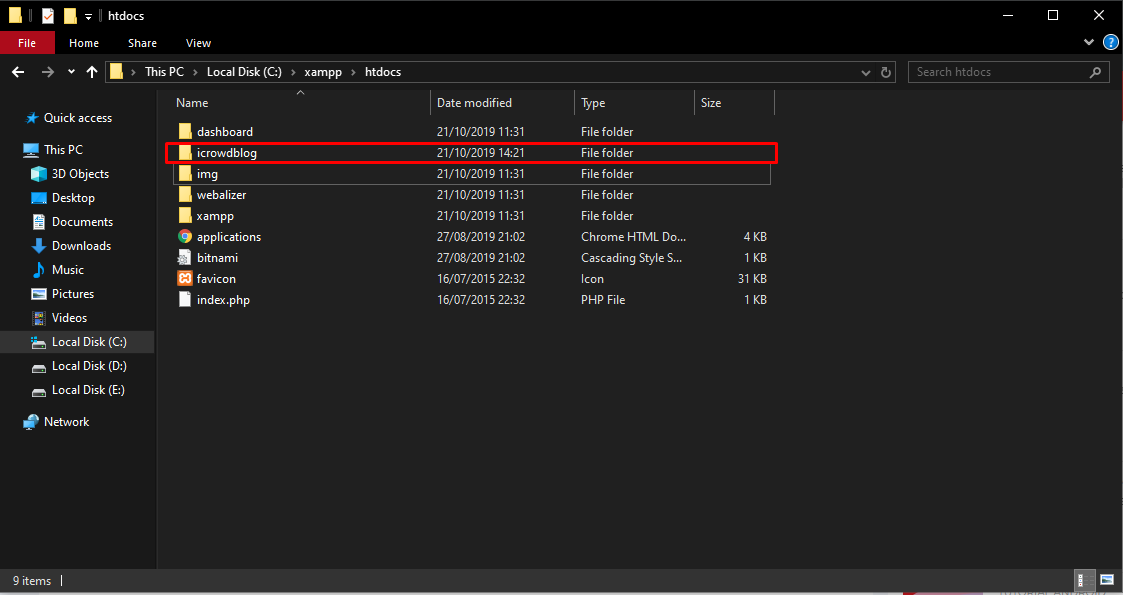 htdocs
File Home Share View
This PC Local Disk (C:) xampp htdocs Search htdocs
Name Date modified Type Size
Quick access
This PC
3D Objects
Desktop
Documents
Downloads
Music
Pictures
Videos
Local Disk (C:)
Local Disk (D:)
Local Disk (E:)
Network
dashboard 21/10/2019 11:31 File folder
icrowdblog 21/10/2019 14:21 File folder
img 21/10/2019 11:31 File folder
webalizer 21/10/2019 11:31 File folder
xampp 21/10/2019 11:31 File folder
applications 27/08/2019 21:02 Chrome HTML Do... 4 KB
bitnami 27/08/2019 21:02 Cascading Style S... 1 KB
favicon 16/07/2015 22:32 Icon 31 KB
index.php 16/07/2015 22:32 PHP File 1 KB
9 items